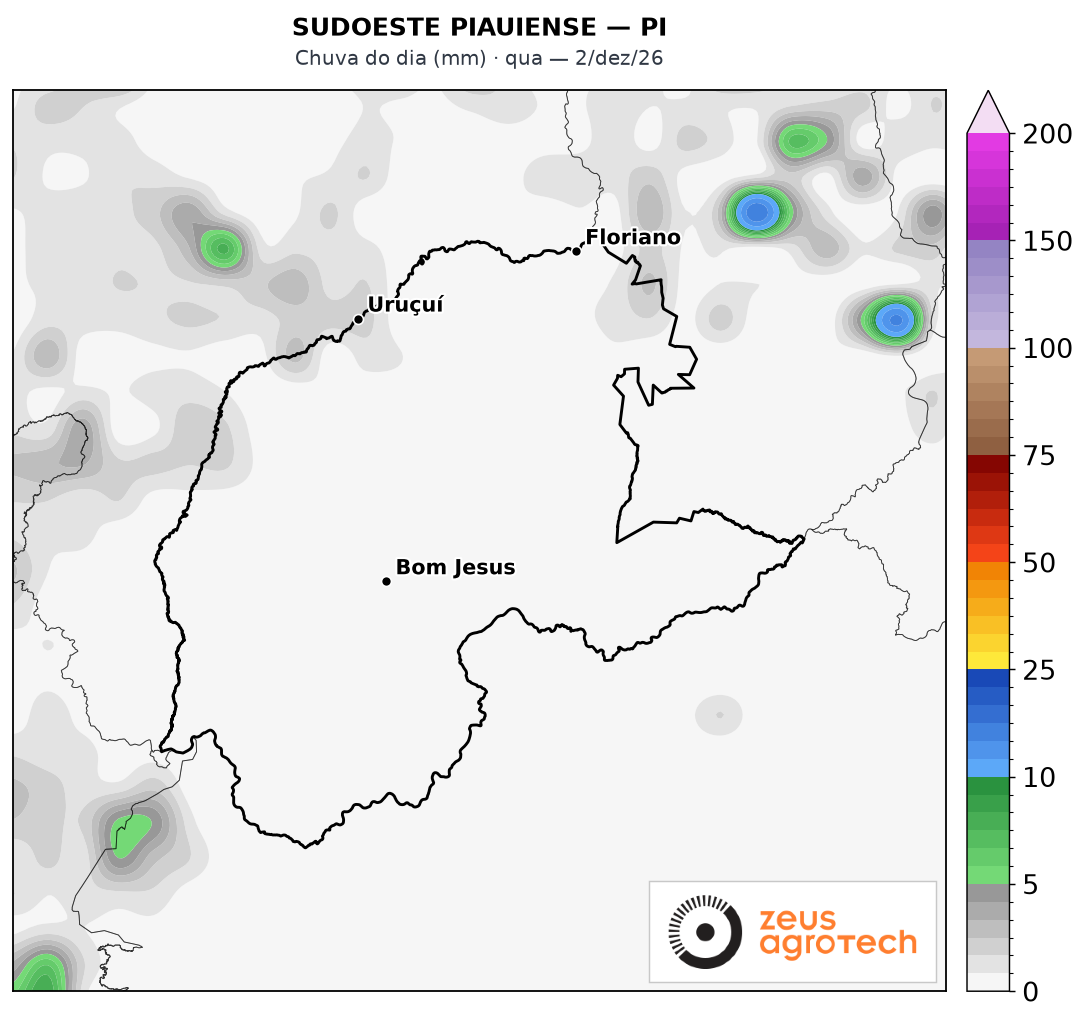 SUDOESTE PIAUIENSE — PI
Chuva do dia (mm) · qua — 2/dez/26
Floriano
Uruçuí
Bom Jesus
200
150
100
75
50
25
10
5
0
zeus
agrotech